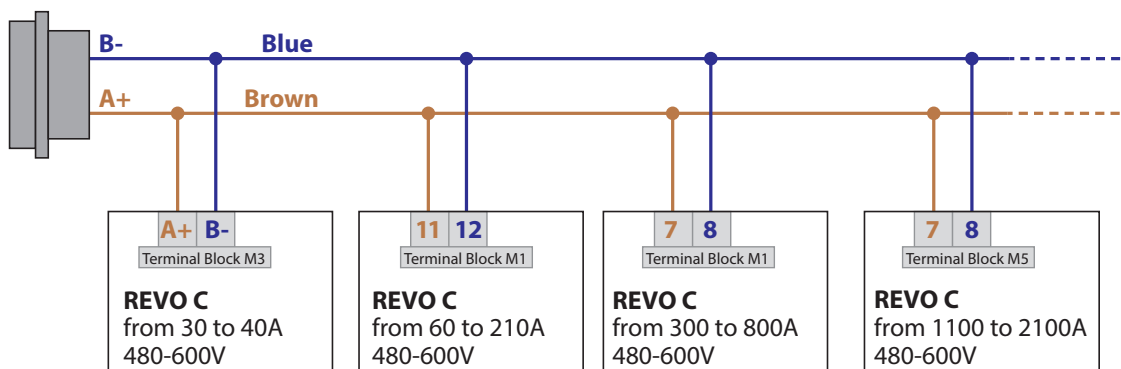 B- Blue
A+ Brown
A+ B-
Terminal Block M3
REVO C
from 30 to 40A
480-600V
11 12
Terminal Block M1
REVO C
from 60 to 210A
480-600V
7 8
Terminal Block M1
REVO C
from 300 to 800A
480-600V
7 8
Terminal Block M5
REVO C
from 1100 to 2100A
480-600V